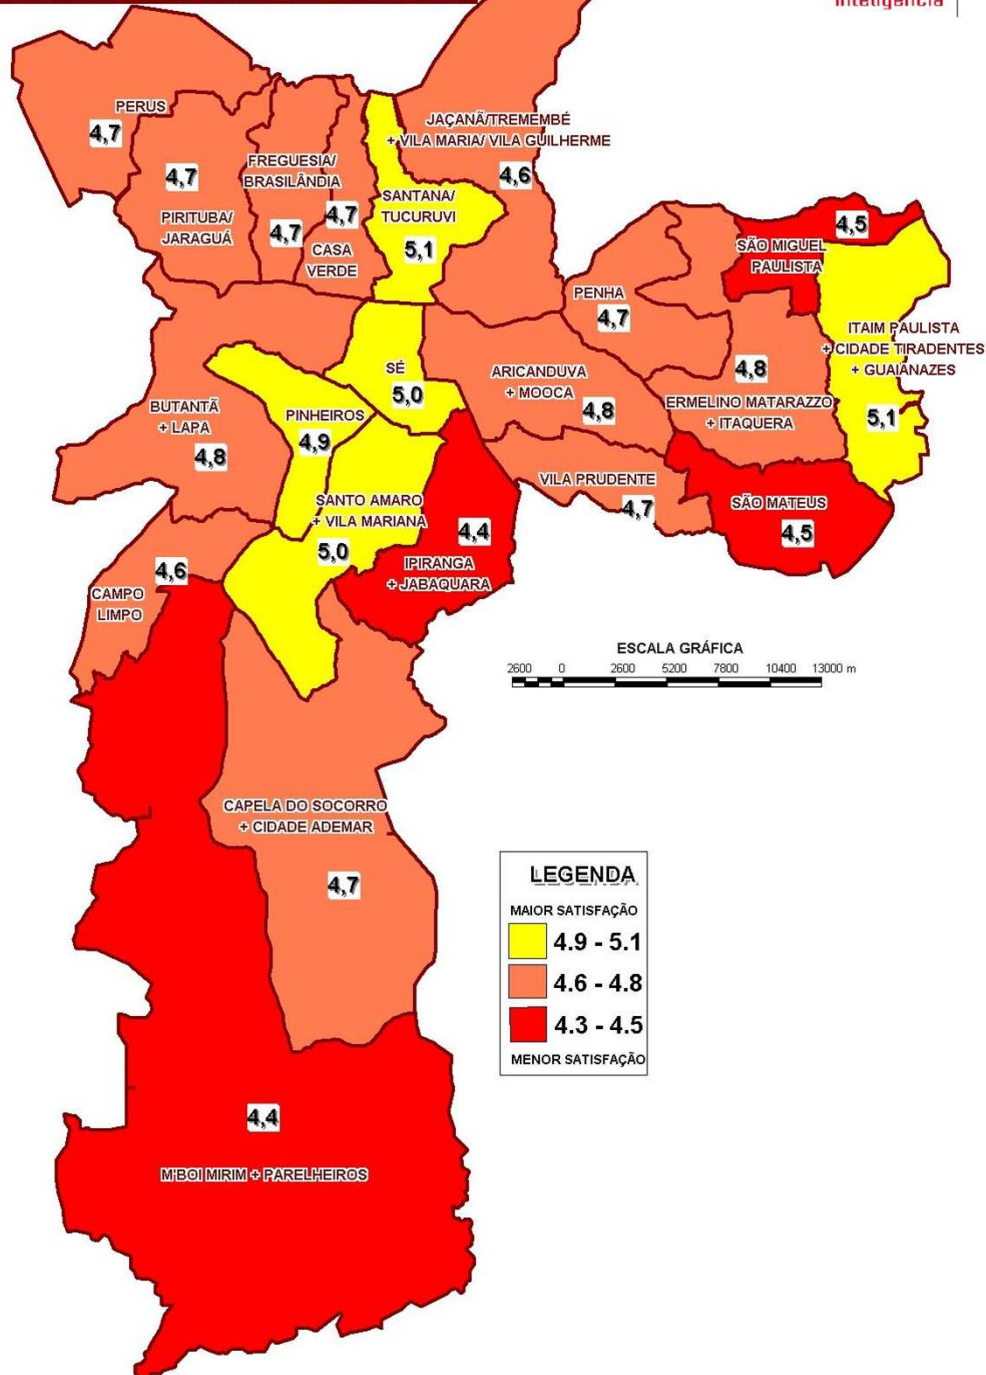 Inteligência
PERUS
4,7
4,7
PIRITUBA/
JARAGUÁ
FREGUESIA/
BRASILÂNDIA
4,7
4,7
CASA
VERDE
SANTANA/
TUCURUVI
5,1
JAÇANÃ/TREMEMBÉ
+ VILA MARIA/ VILA GUILHERME
4,6
4,5
SÃO MIGUEL
PAULISTA
PENHA
4,7
ITAIM PAULISTA
+ CIDADE TIRADENTES
+ GUAIANAZES
5,1
SÉ
5,0
ARICANDUVA
+ MOOCA
4,8
4,8
ERMELINO MATARAZZO
+ ITAQUERA
BUTANTÃ
+ LAPA
4,8
PINHEIROS
4,9
VILA PRUDENTE
4,7
SÃO MATEUS
4,5
SANTO AMARO
+ VILA MARIANA
5,0
4,4
IPIRANGA
+ JABAQUARA
4,6
CAMPO
LIMPO
ESCALA GRÁFICA
2600 0 2600 5200 7800 10400 13000 m
CAPELA DO SOCORRO
+ CIDADE ADEMAR
4,7
LEGENDA
MAIOR SATISFAÇÃO
4.9 - 5.1
4.6 - 4.8
4.3 - 4.5
MENOR SATISFAÇÃO
4,4
M'BOI MIRIM + PARELHEIROS